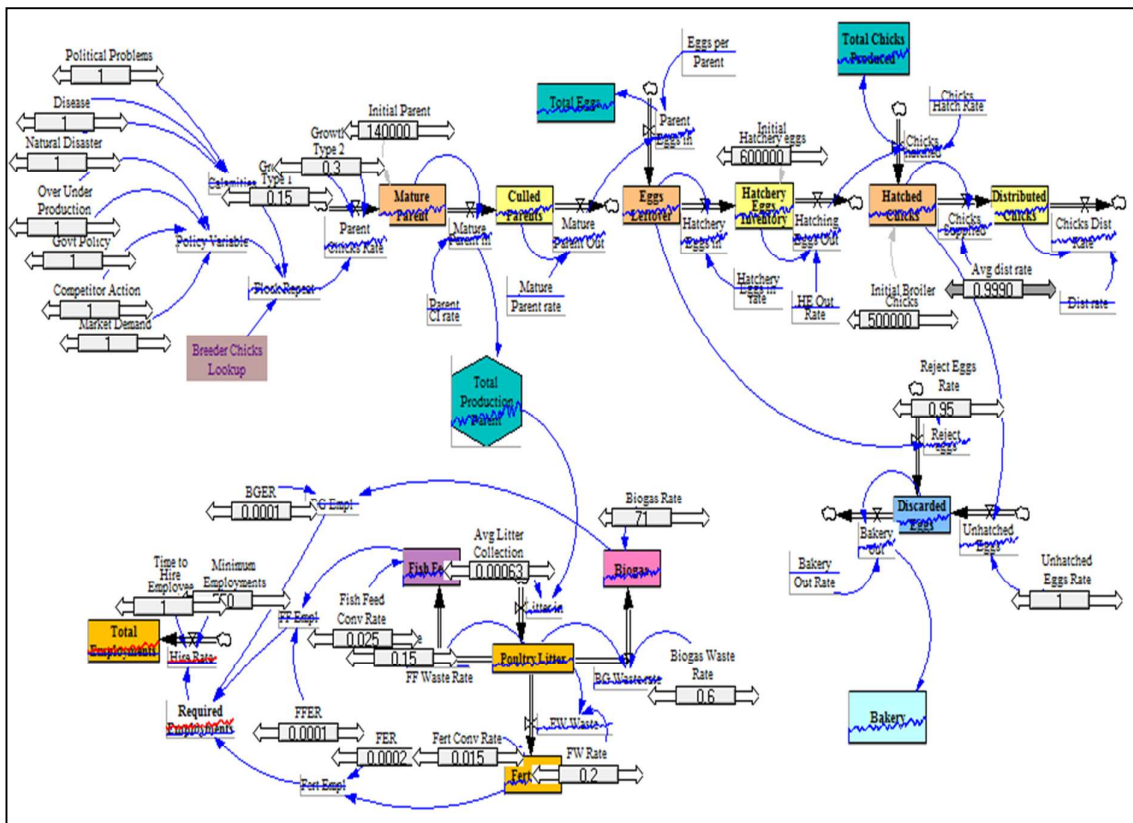 Political Problems
1
Disease
1
Natural Disaster
1
Over Under
Production
1
Govt Policy
1
Competitor Action
1
Market Demand
1
Calamities
Policy Variable
Flock Repeat
Breeder Chicks
Lookup
Growth
Type 2
0.3
Type 1
0.15
Initial Parent
140000
Parent
Chicks Rate
Mature
Parent
Mature
Parent in
Parent
Cl rate
Culled
Parents
Mature
Parent Out
Mature
Parent rate
Total Eggs
Eggs per
Parent
Parent
Eggs in
Eggs
Leftover
Hatchery
Eggs in
Hatchery
Eggs in
rate
Initial
Hatchery eggs
600000
Hatchery
Eggs
Inventory
Hatching
Eggs Out
HE Out
Rate
Total Chicks
Produced
Chicks
Hatch Rate
Chicks
Hatched
Hatched
Chicks
Initial Broiler
Chicks
500000
Chicks
Supplied
Avg dist rate
0.9990
Distributed
Chicks
Chicks Dist
Rate
Dist rate
Total
Production
Parent
Reject Eggs
Rate
0.95
Reject
eggs
Discarded
Eggs
Bakery
out
Bakery
Out Rate
Unhatched
Eggs
Unhatched
Eggs Rate
1
Bakery
BGER
0.0001
Empl
Time to
Hire
Employee
1
Minimum
Employments
Total
Employments
Hire Rate
Required
Employments
FF Empl
FFER
0.0001
FER
0.0002
Fert Empl
Fish
Fish Feed
Conv Rate
0.025
0.15
FF Waste Rate
Avg Litter
Collection
0.00063
Litter in
Poultry Litter
Biogas Rate
71
Biogas
BG Waste rate
Biogas Waste
Rate
0.6
FW Waste
Fert Conv Rate
0.015
Fert
FW Rate
0.2